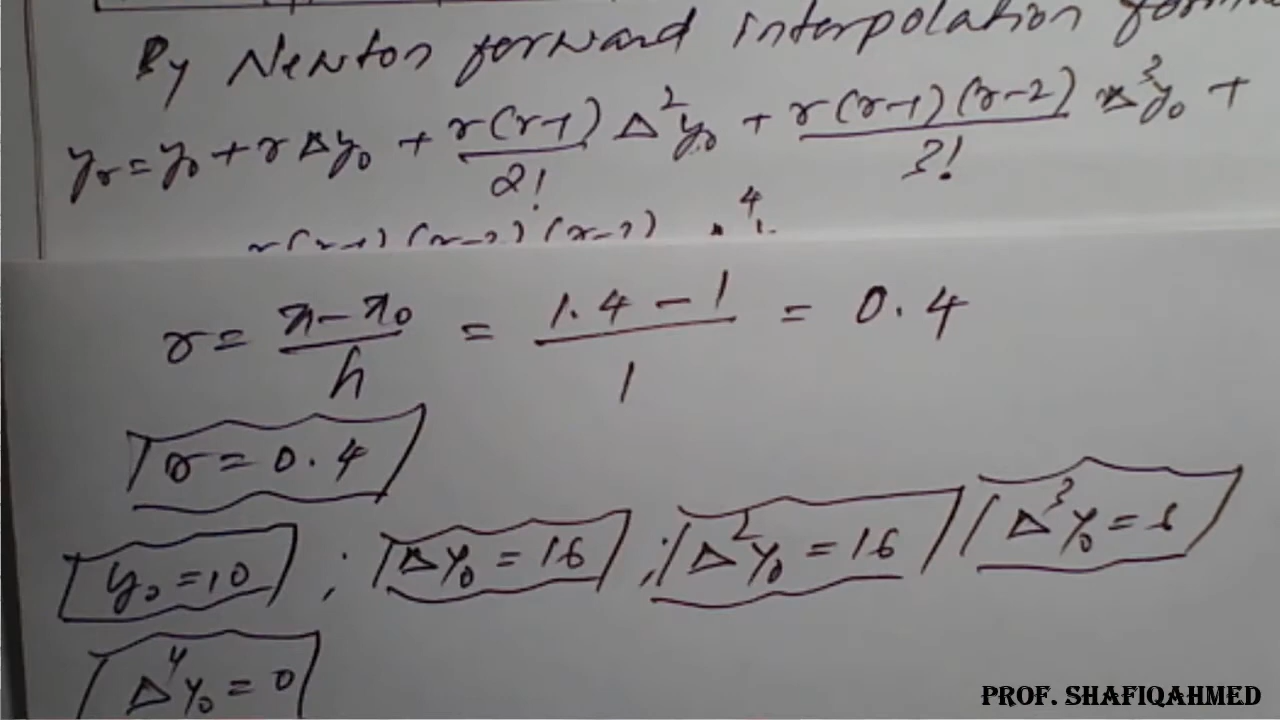 By Newton forward interpolation
yᵣ = y₀ + r Δy₀ + r(r-1)/2! Δ²y₀ + r(r-1)(r-2)/3! Δ³y₀ +
r = x-x₀/h = 1.4-1/1 = 0.4
r = 0.4
y₀ = 10 ; Δy₀ = 16 ; Δ²y₀ = 16 Δ³y₀ =
Δ⁴y₀ = 0
PROF. SHAFIQAHMED